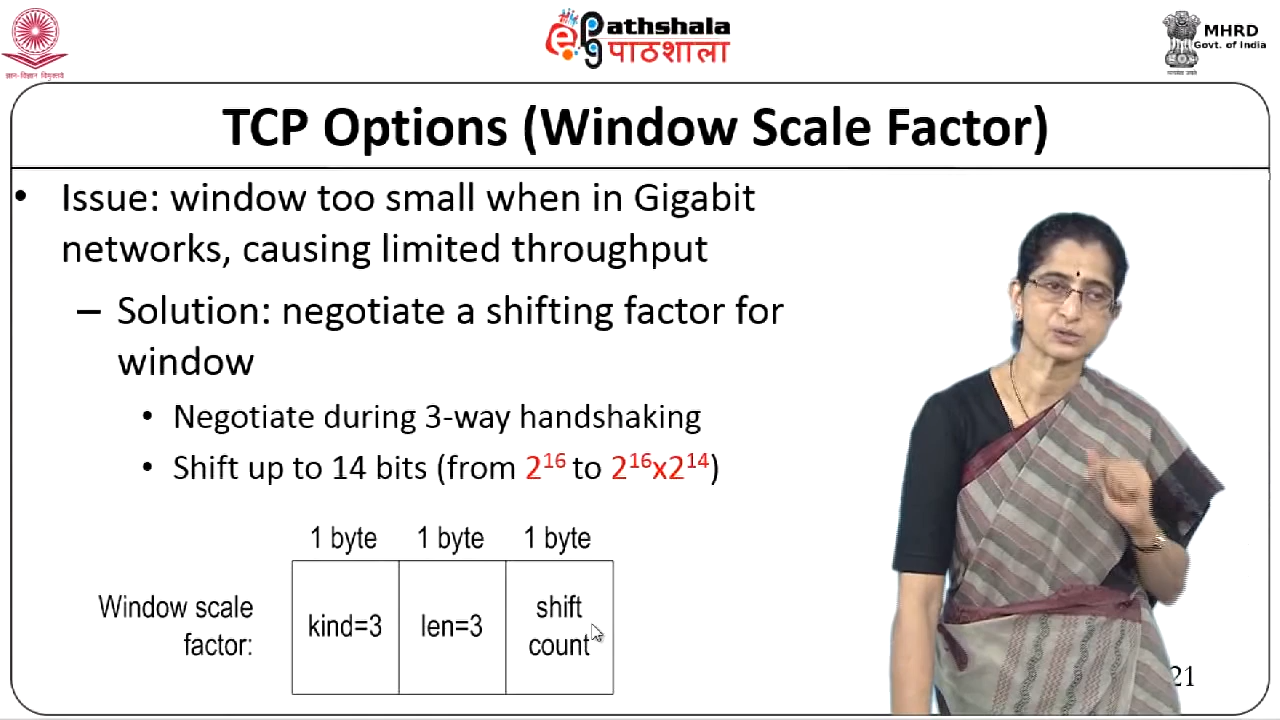 ज्ञान-विज्ञान विमुक्तये
Pathshala
पाठशाला
MHRD
Govt. of India
TCP Options (Window Scale Factor)
• Issue: window too small when in Gigabit
networks, causing limited throughput
– Solution: negotiate a shifting factor for
window
• Negotiate during 3-way handshaking
• Shift up to 14 bits (from 2¹⁶ to 2¹⁶x2¹⁴)
1 byte 1 byte 1 byte
Window scale
factor:
kind=3 len=3 shift
count
21